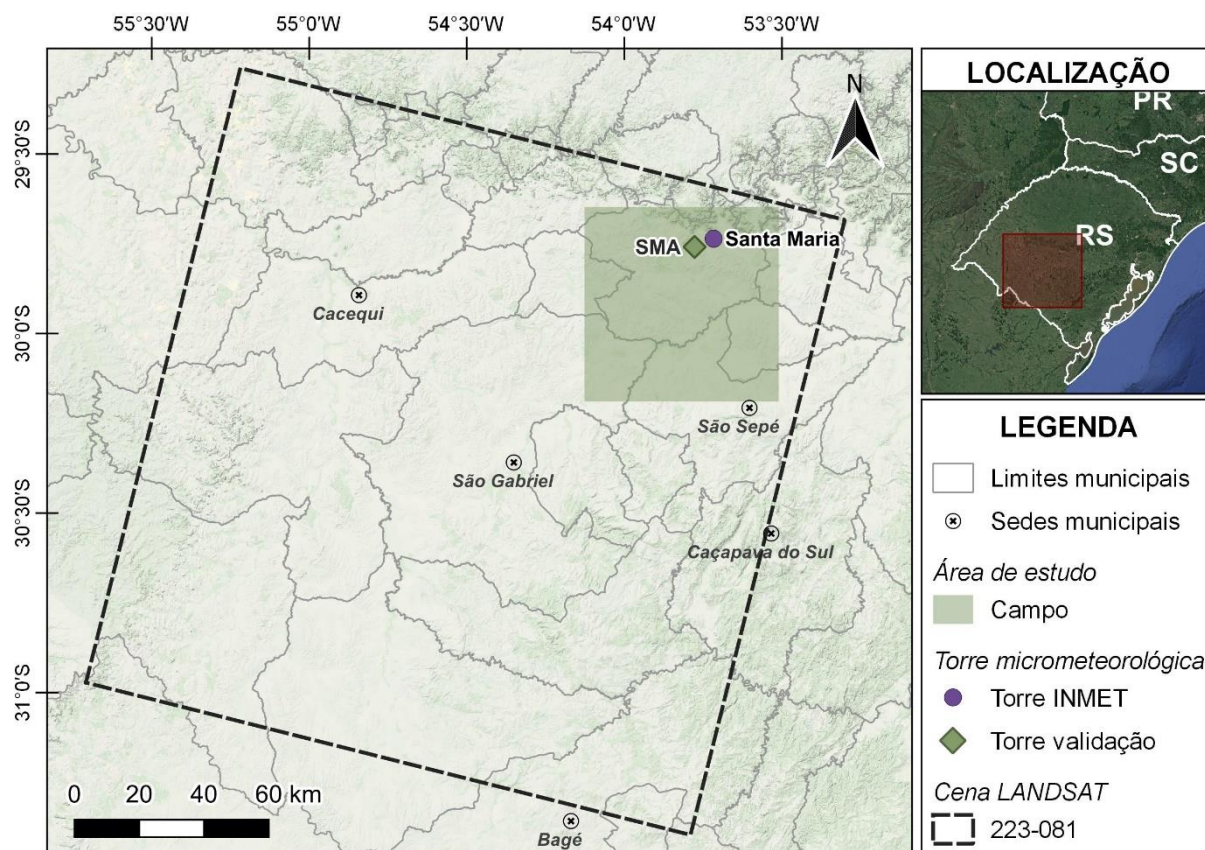 55°30'W 55°0'W 54°30'W 54°0'W 53°30'W
29°30'S
30°0'S
30°30'S
31°0'S
N
Santa Maria
SMA
Cacequi
São Sepé
São Gabriel
Caçapava do Sul
Bagé
0 20 40 60 km
LOCALIZAÇÃO
PR
SC
RS
LEGENDA
Limites municipais
Sedes municipais
Área de estudo
Campo
Torre micrometeorológica
Torre INMET
Torre validação
Cena LANDSAT
223-081